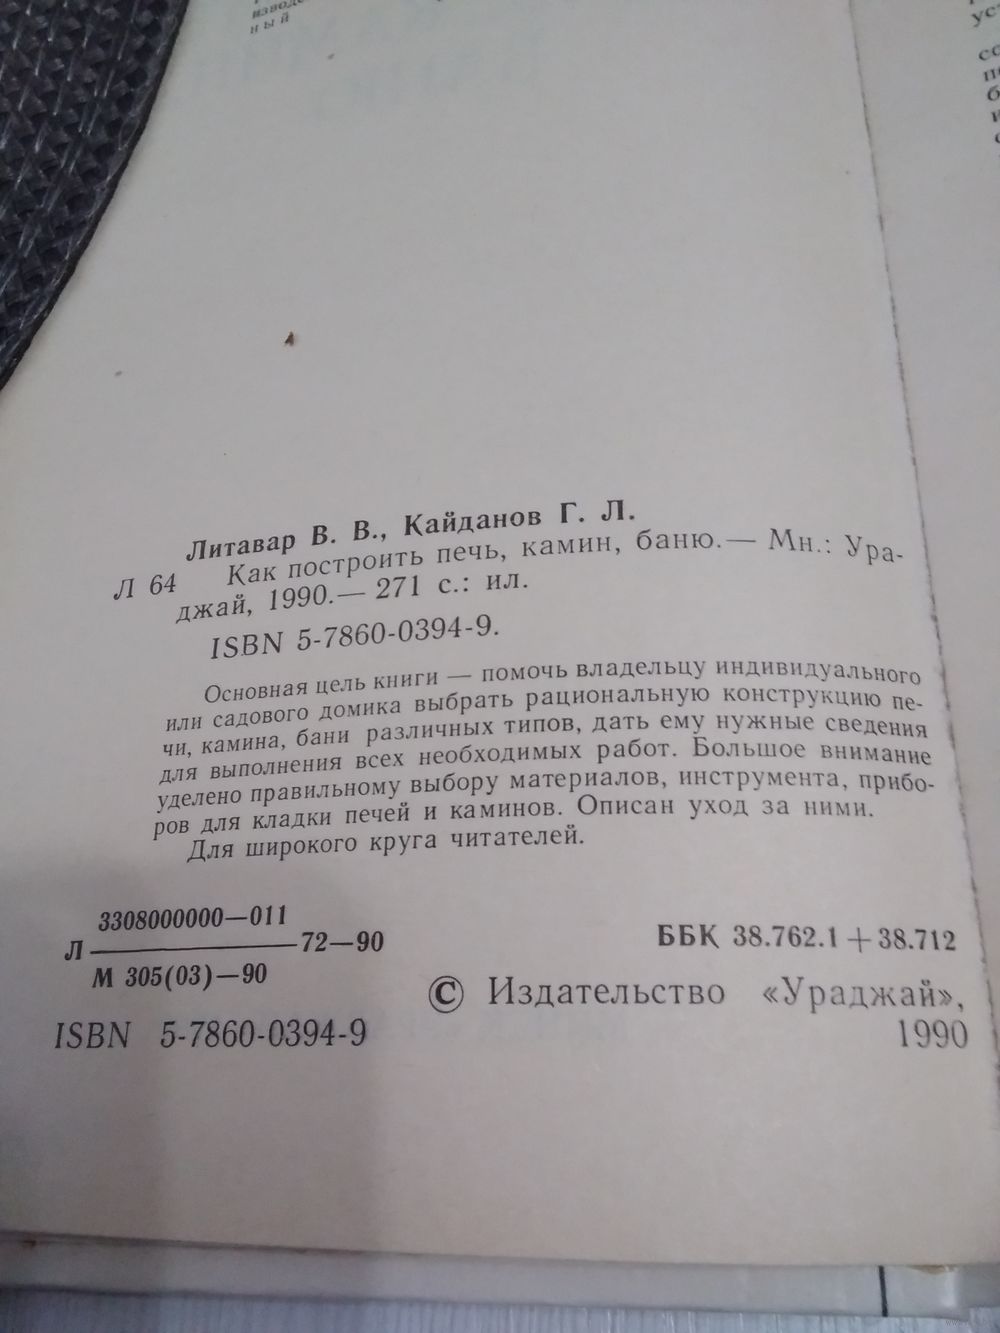 ный
Литавар В. В., Кайданов Г. Л.
Л 64 Как построить печь, камин, баню.— Мн.: Ура-
джай, 1990.— 271 с.: ил.
ISBN 5-7860-0394-9.
Основная цель книги — помочь владельцу индивидуального
или садового домика выбрать рациональную конструкцию пе-
чи, камина, бани различных типов, дать ему нужные сведения
для выполнения всех необходимых работ. Большое внимание
уделено правильному выбору материалов, инструмента, прибо-
ров для кладки печей и каминов. Описан уход за ними.
Для широкого круга читателей.
3308000000—011
Л ———— 72—90
М 305(03)—90
ББК 38.762.1+38.712
© Издательство «Ураджай»,
1990
ISBN 5-7860-0394-9